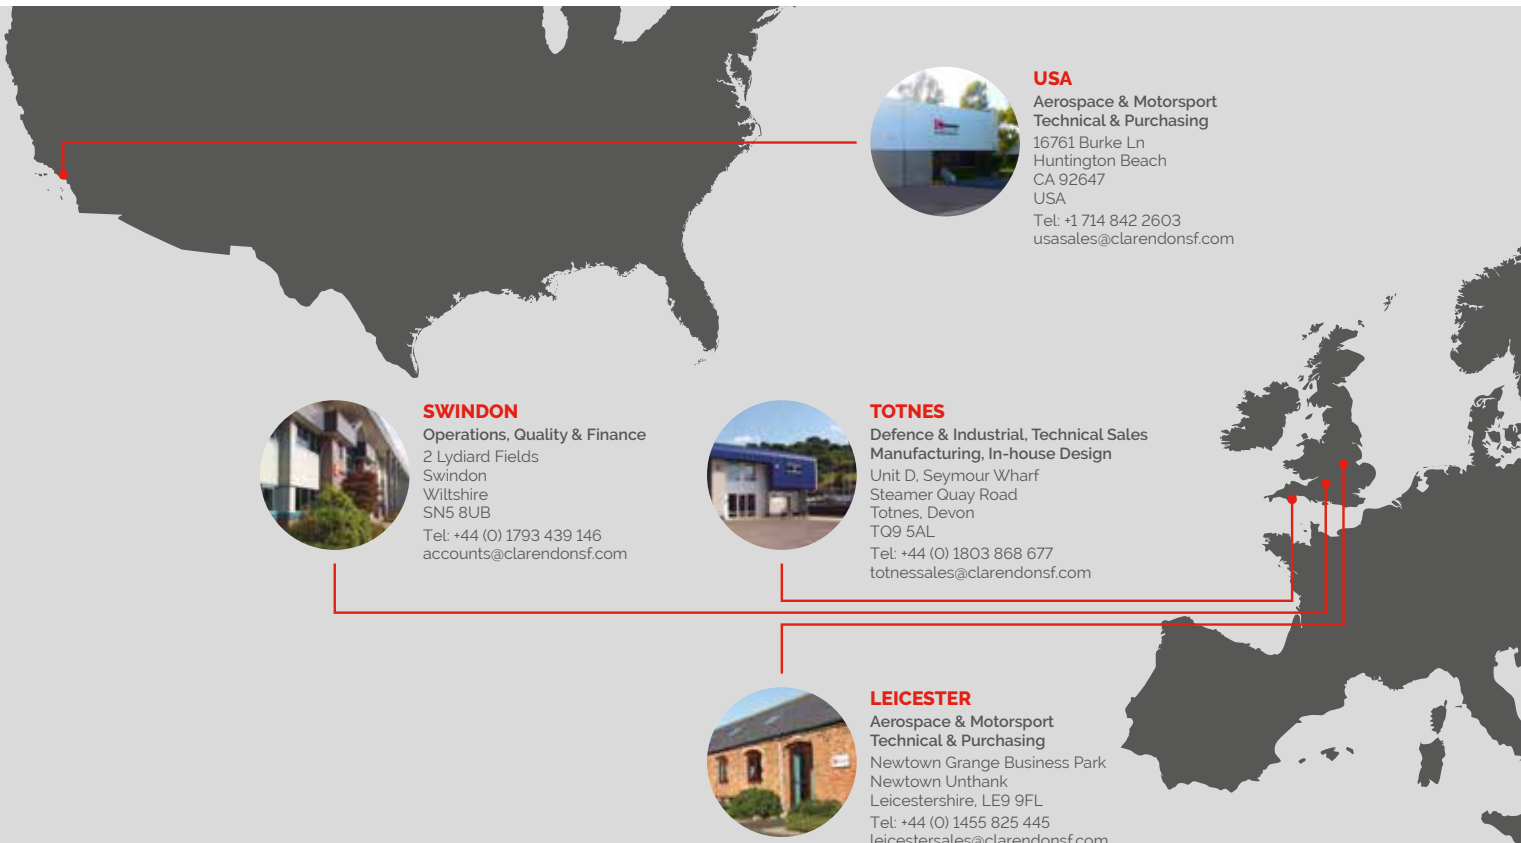 USA
Aerospace & Motorsport
Technical & Purchasing
16761 Burke Ln
Huntington Beach
CA 92647
USA
Tel: +1 714 842 2603
usasales@clarendonsf.com
SWINDON
Operations, Quality & Finance
2 Lydiard Fields
Swindon
Wiltshire
SN5 8UB
Tel: +44 (0) 1793 439 146
accounts@clarendonsf.com
TOTNES
Defence & Industrial, Technical Sales
Manufacturing, In-house Design
Unit D, Seymour Wharf
Steamer Quay Road
Totnes, Devon
TQ9 5AL
Tel: +44 (0) 1803 868 677
totnessales@clarendonsf.com
LEICESTER
Aerospace & Motorsport
Technical & Purchasing
Newtown Grange Business Park
Newtown Unthank
Leicestershire, LE9 9FL
Tel: +44 (0) 1455 825 445
leicestersales@clarendonsf.com